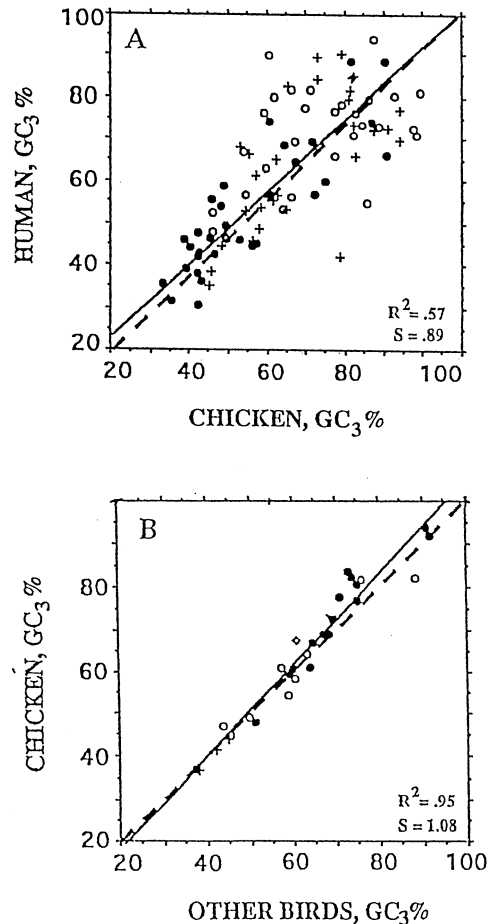 A
100
80
60
40
20
HUMAN, GC3 %
R2 = .57
S = .89
20 40 60 80 100
CHICKEN, GC3 %
B
80
60
40
20
CHICKEN, GC3 %
R2 = .95
S = 1.08
20 40 60 80 100
OTHER BIRDS, GC3%